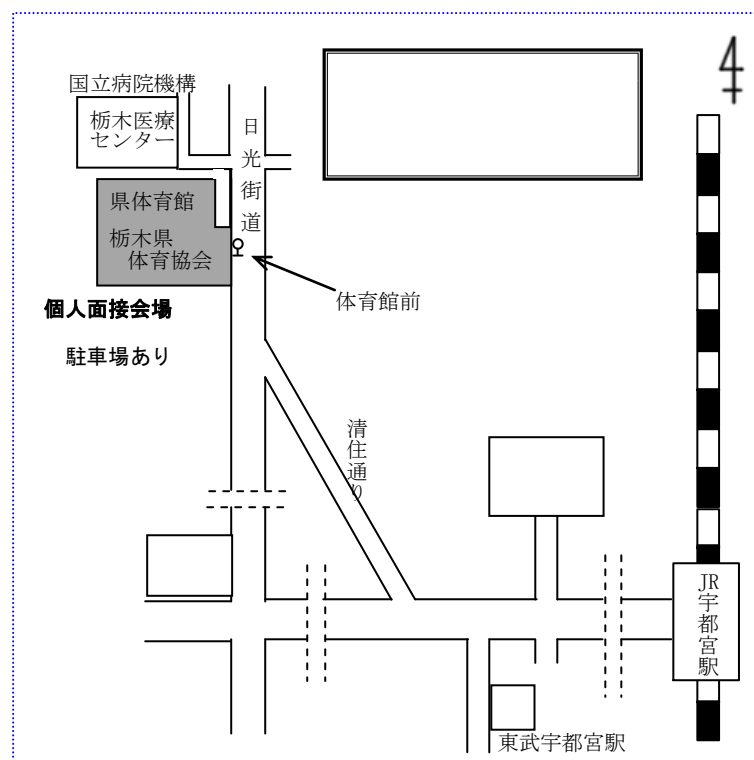 国立病院機構
栃木医療
センター
日光街道
県体育館
栃木県
体育協会
体育館前
個人面接会場
駐車場あり
清住通り
JR宇都宮駅
東武宇都宮駅